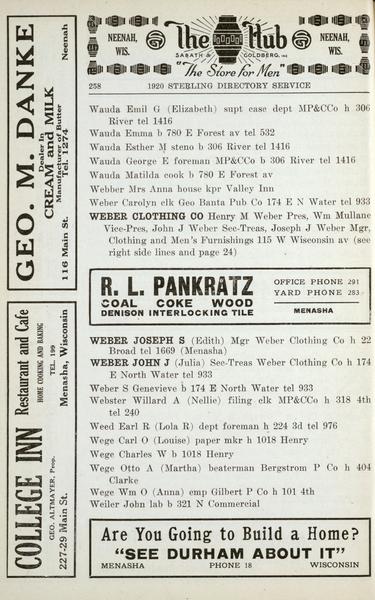 GEO. M. DANKE
Dealer In
CREAM and MILK
Manufacturer of Butter
116 Main St. Tel. 1274 Neenah
COLLEGE INN Restaurant and Cafe
HOME COOKING AND BAKING
GEO. ALTMAYER, Prop. TEL. 199
227-29 Main St. Menasha, Wisconsin
NEENAH, WIS.
The Hub
SABATH & GOLDBERG, INC
"The Store for Men"
NEENAH, WIS.
258 1920 STERLING DIRECTORY SERVICE
Wauda Emil G (Elizabeth) supt case dept MP&CCo h 306
River tel 1416
Wauda Emma b 780 E Forest av tel 532
Wauda Esther M steno b 306 River tel 1416
Wauda George E foreman MP&CCo b 306 River tel 1416
Wauda Matilda cook b 780 E Forest av
Webber Mrs Anna house kpr Valley Inn
Weber Carolyn clk Geo Banta Pub Co 174 E N Water tel 933
WEBER CLOTHING CO Henry M Weber Pres, Wm Mullane
Vice-Pres, John J Weber Sec-Treas, Joseph J Weber Mgr,
Clothing and Men's Furnishings 115 W Wisconsin av (see
right side lines and page 24)
R. L. PANKRATZ
COAL COKE WOOD
DENISON INTERLOCKING TILE
OFFICE PHONE 291
YARD PHONE 283
MENASHA
WEBER JOSEPH S (Edith) Mgr Weber Clothing Co h 22
Broad tel 1669 (Menasha)
WEBER JOHN J (Julia) Sec-Treas Weber Clothing Co h 174
E North Water tel 933
Weber S Genevieve b 174 E North Water tel 933
Webster Willard A (Nellie) filing clk MP&CCo h 318 4th
tel 240
Weed Earl R (Lola R) dept foreman h 224 3d tel 976
Wege Carl O (Louise) paper mkr h 1018 Henry
Wege Charles W b 1018 Henry
Wege Otto A (Martha) beaterman Bergstrom P Co h 404
Clarke
Wege Wm O (Anna) emp Gilbert P Co h 101 4th
Weiler John lab b 321 N Commercial
Are You Going to Build a Home?
"SEE DURHAM ABOUT IT"
MENASHA PHONE 18 WISCONSIN